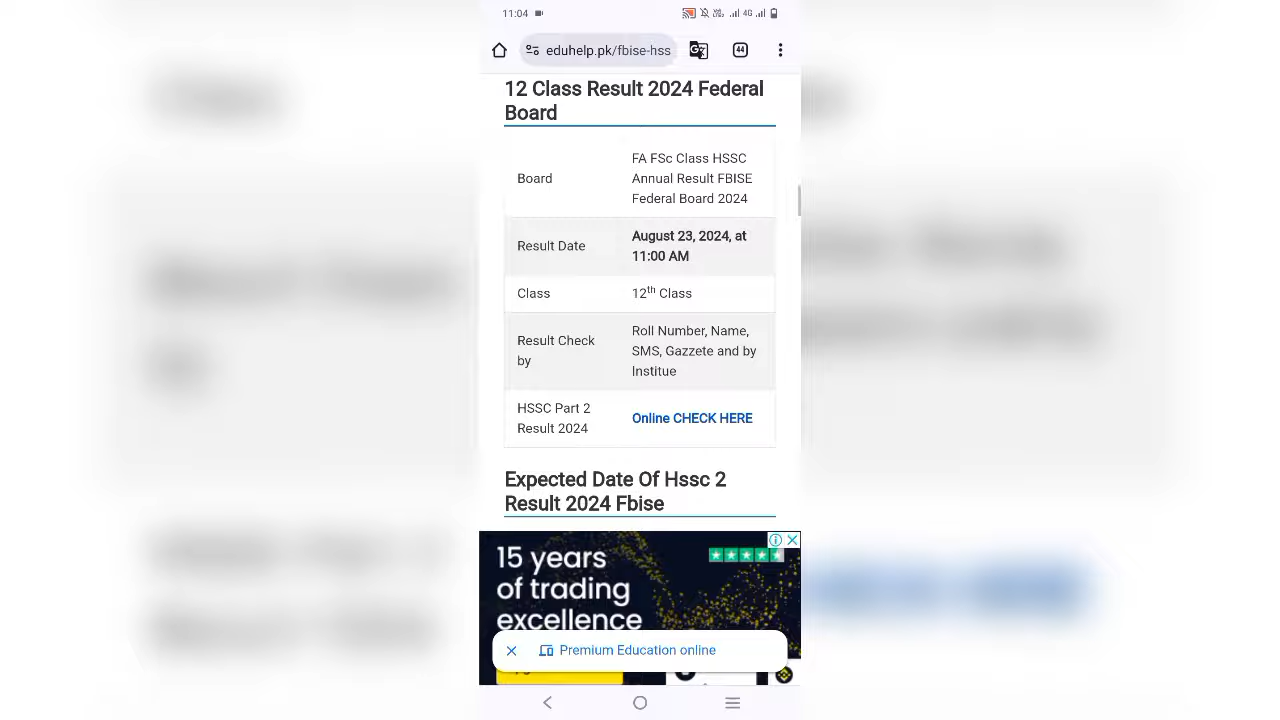 11:04
4G
eduhelp.pk/fbise-hss
44
12 Class Result 2024 Federal
Board
Board
FA FSc Class HSSC
Annual Result FBISE
Federal Board 2024
Result Date
August 23, 2024, at
11:00 AM
Class
12th Class
Result Check
by
Roll Number, Name,
SMS, Gazzete and by
Institue
HSSC Part 2
Result 2024
Online CHECK HERE
Expected Date Of Hssc 2
Result 2024 Fbise
15 years
of trading
excellence
Premium Education online